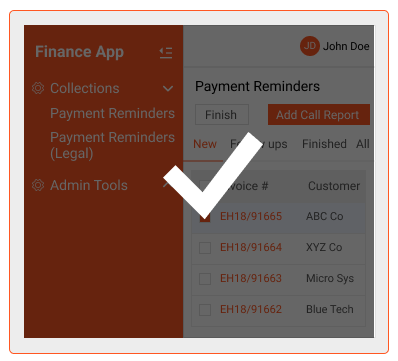 Finance App
JD John Doe
Collections
Payment Reminders
Payment Reminders
(Legal)
Admin Tools
Payment Reminders
Finish
Add Call Report
New
ups
Finished
All
voice #
Customer
EH18/91665
ABC Co
EH18/91664
XYZ Co
EH18/91663
Micro Sys
EH18/91662
Blue Tech